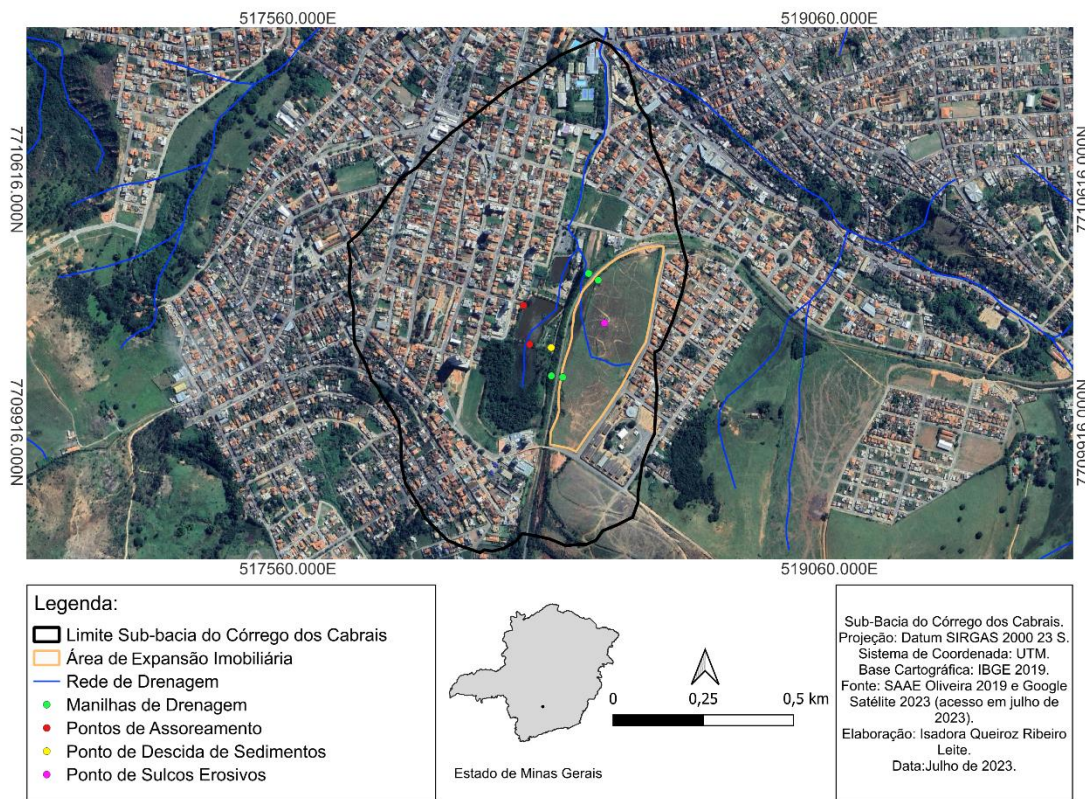 517560.000E
519060.000E
7710616.000N
7710616.000N
7709916.000N
7709916.000N
517560.000E
519060.000E
Legenda:
Limite Sub-bacia do Córrego dos Cabrais
Área de Expansão Imobiliária
Rede de Drenagem
Manilhas de Drenagem
Pontos de Assoreamento
Ponto de Descida de Sedimentos
Ponto de Sulcos Erosivos
Estado de Minas Gerais
0 0,25 0,5 km
Sub-Bacia do Córrego dos Cabrais.
Projeção: Datum SIRGAS 2000 23 S.
Sistema de Coordenada: UTM.
Base Cartográfica: IBGE 2019.
Fonte: SAAE Oliveira 2019 e Google
Satélite 2023 (acesso em julho de
2023).
Elaboração: Isadora Queiroz Ribeiro
Leite.
Data:Julho de 2023.